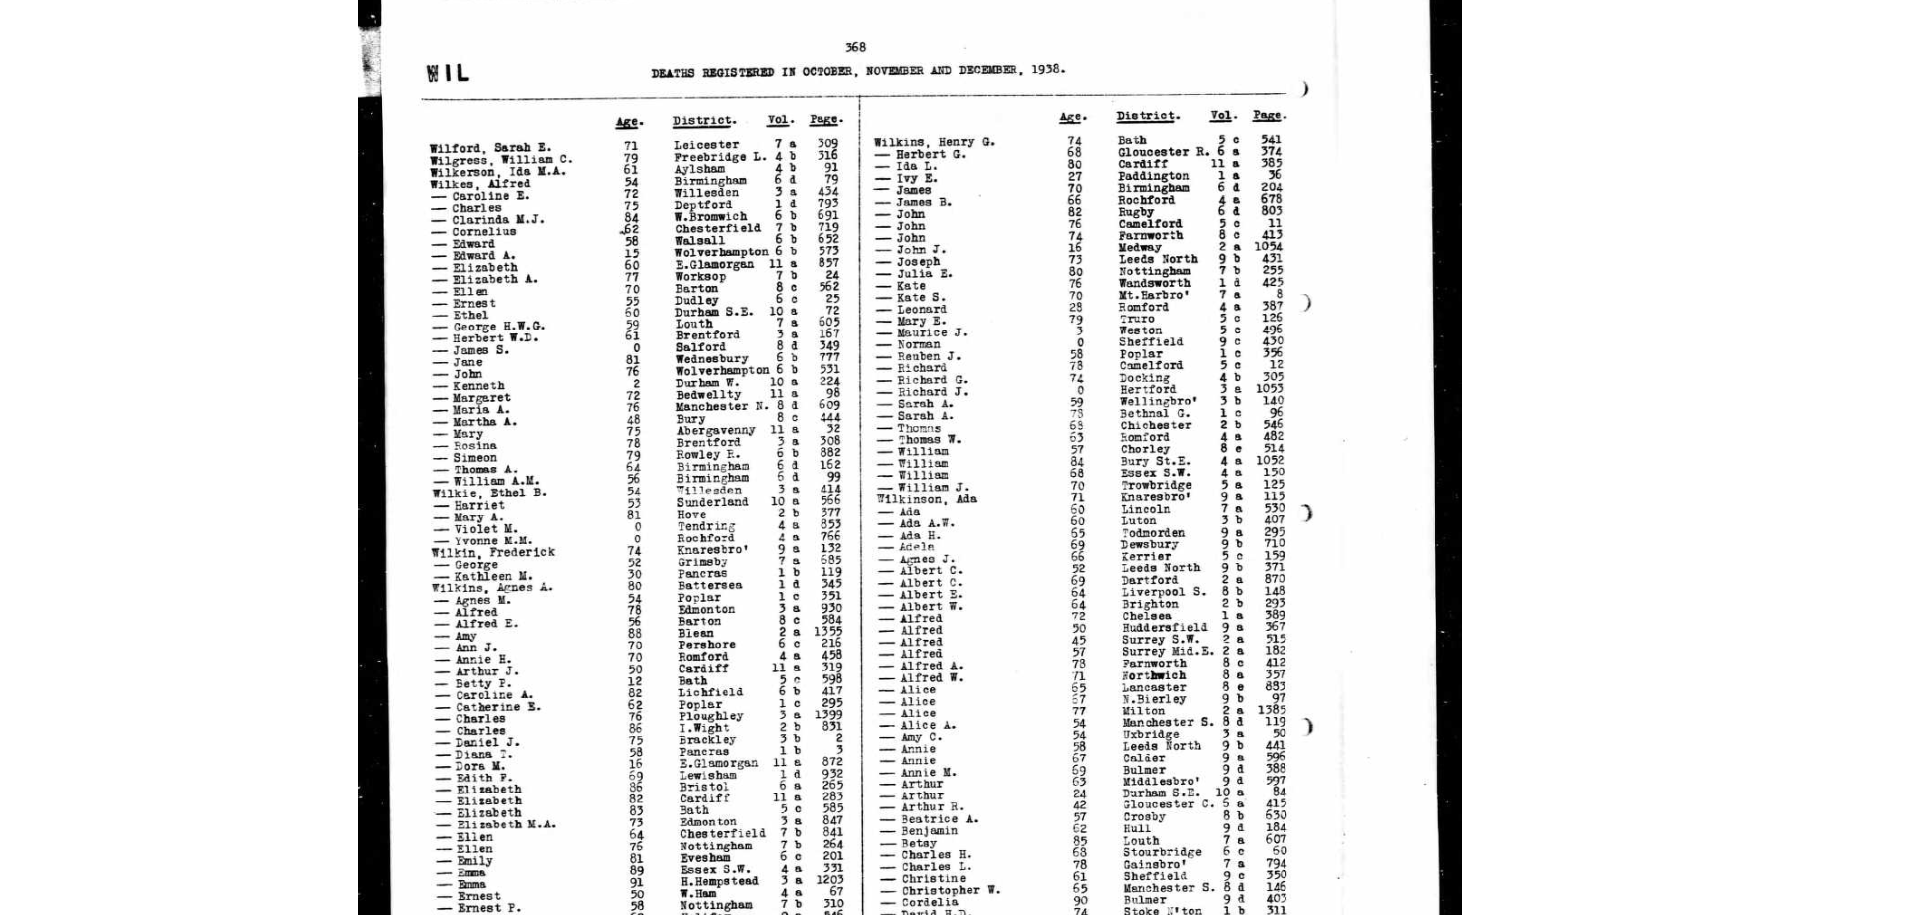 368
WIL
DEATHS REGISTERED IN OCTOBER, NOVEMBER AND DECEMBER, 1938.
Age. District. Vol. Page.
Wilford, Sarah E. 71 Leicester 7 a 309
Wilgress, William C. 79 Freebridge L. 4 b 316
Wilkerson, Ida M.A. 61 Aylsham 4 b 91
Wilkes, Alfred 54 Birmingham 6 d 79
— Caroline E. 72 Willesden 3 a 434
— Charles 75 Deptford 1 d 793
— Clarinda M.J. 84 W.Bromwich 6 b 691
— Cornelius 62 Chesterfield 7 b 719
— Edward 58 Walsall 6 b 652
— Edward A. 15 Wolverhampton 6 b 573
— Elizabeth 60 E.Glamorgan 11 a 857
— Elizabeth A. 77 Worksop 7 b 24
— Ellen 70 Barton 8 c 562
— Ernest 55 Dudley 6 c 25
— Ethel 60 Durham S.E. 10 a 72
— George H.W.G. 59 Louth 7 a 605
— Herbert W.D. 61 Brentford 3 a 167
— James S. 0 Salford 8 d 349
— Jane 81 Wednesbury 6 b 777
— John 76 Wolverhampton 6 b 531
— Kenneth 2 Durham W. 10 a 224
— Margaret 72 Bedwellty 11 a 98
— Maria A. 76 Manchester N. 8 d 609
— Martha A. 48 Bury 8 c 444
— Mary 75 Abergavenny 11 a 32
— Rosina 78 Brentford 3 a 308
— Simeon 79 Rowley R. 6 b 882
— Thomas A. 64 Birmingham 6 d 162
— William A.M. 56 Birmingham 6 d 99
Wilkie, Ethel B. 54 Willesden 3 a 414
— Harriet 53 Sunderland 10 a 566
— Mary A. 81 Hove 2 b 377
— Violet M. 0 Tendring 4 a 853
— Yvonne M.M. 0 Rochford 4 a 766
Wilkin, Frederick 74 Knaresbro' 9 a 132
— George 52 Grimsby 7 a 685
— Kathleen M. 30 Pancras 1 b 119
Wilkins, Agnes A. 80 Battersea 1 d 345
— Agnes M. 54 Poplar 1 c 351
— Alfred 78 Edmonton 3 a 930
— Alfred E. 56 Barton 8 c 584
— Amy 88 Blean 2 a 1355
— Ann J. 70 Pershore 6 c 216
— Annie H. 70 Romford 4 a 458
— Arthur J. 50 Cardiff 11 a 319
— Betty P. 12 Bath 5 c 598
— Caroline A. 82 Lichfield 6 b 417
— Catherine E. 62 Poplar 1 c 295
— Charles 76 Ploughley 3 a 1399
— Charles 86 I.Wight 2 b 831
— Daniel J. 75 Brackley 3 b 2
— Diana T. 58 Pancras 1 b 3
— Dora M. 16 E.Glamorgan 11 a 872
— Edith F. 69 Lewisham 1 d 932
— Elizabeth 86 Bristol 6 a 265
— Elizabeth 82 Cardiff 11 a 283
— Elizabeth 83 Bath 5 c 585
— Elizabeth M.A. 73 Edmonton 3 a 847
— Ellen 64 Chesterfield 7 b 841
— Ellen 76 Nottingham 7 b 264
— Emily 81 Evesham 6 c 201
— Emma 89 Essex S.W. 4 a 331
— Emma 91 H.Hempstead 3 a 1203
— Ernest 50 W.Ham 4 a 67
— Ernest P. 58 Nottingham 7 b 310
Age. District. Vol. Page.
Wilkins, Henry G. 74 Bath 5 c 541
— Herbert G. 68 Gloucester R. 6 a 374
— Ida L. 80 Cardiff 11 a 385
— Ivy E. 27 Paddington 1 a 36
— James 70 Birmingham 6 d 204
— James B. 66 Rochford 4 a 678
— John 82 Rugby 6 d 803
— John 76 Camelford 5 c 11
— John 74 Farnworth 8 c 413
— John J. 16 Medway 2 a 1054
— Joseph 73 Leeds North 9 b 431
— Julia E. 80 Nottingham 7 b 255
— Kate 76 Wandsworth 1 d 425
— Kate S. 70 Mt.Harbro' 7 a 8
— Leonard 28 Romford 4 a 387
— Mary E. 79 Truro 5 c 126
— Maurice J. 3 Weston 5 c 496
— Norman 0 Sheffield 9 c 430
— Reuben J. 58 Poplar 1 c 356
— Richard 78 Camelford 5 c 12
— Richard G. 74 Docking 4 b 305
— Richard J. 0 Hertford 3 a 1053
— Sarah A. 59 Wellingbro' 3 b 140
— Sarah A. 78 Bethnal G. 1 c 96
— Thomas 68 Chichester 2 b 546
— Thomas W. 63 Romford 4 a 482
— William 57 Chorley 8 e 514
— William 84 Bury St.E. 4 a 1052
— William 68 Essex S.W. 4 a 150
— William J. 70 Trowbridge 5 a 125
Wilkinson, Ada 71 Knaresbro' 9 a 115
— Ada 60 Lincoln 7 a 530
— Ada A.W. 60 Luton 3 b 407
— Ada H. 65 Todmorden 9 a 295
— Adela 69 Dewsbury 9 b 710
— Agnes J. 66 Kerrier 5 c 159
— Albert C. 52 Leeds North 9 b 371
— Albert C. 69 Dartford 2 a 870
— Albert E. 64 Liverpool S. 8 b 148
— Albert W. 64 Brighton 2 b 293
— Alfred 72 Chelsea 1 a 389
— Alfred 50 Huddersfield 9 a 367
— Alfred 45 Surrey S.W. 2 a 515
— Alfred 57 Surrey Mid.E. 2 a 182
— Alfred A. 78 Farnworth 8 c 412
— Alfred W. 71 Northwich 8 a 357
— Alice 65 Lancaster 8 e 883
— Alice 67 N.Bierley 9 b 97
— Alice 77 Milton 2 a 1385
— Alice A. 54 Manchester S. 8 d 119
— Amy C. 54 Uxbridge 3 a 50
— Annie 58 Leeds North 9 b 441
— Annie 67 Calder 9 a 596
— Annie M. 69 Bulmer 9 d 388
— Arthur 63 Middlesbro' 9 d 597
— Arthur 24 Durham S.E. 10 a 84
— Arthur R. 42 Gloucester C. 6 a 415
— Beatrice A. 57 Crosby 8 b 630
— Benjamin 62 Hull 9 d 184
— Betsy 85 Louth 7 a 607
— Charles H. 68 Stourbridge 6 c 60
— Charles L. 78 Gainsbro' 7 a 794
— Christine 61 Sheffield 9 c 350
— Christopher W. 65 Manchester S. 8 d 146
— Cordelia 90 Bulmer 9 d 403
— David H.D. 74 Stoke N'ton 1 b 311